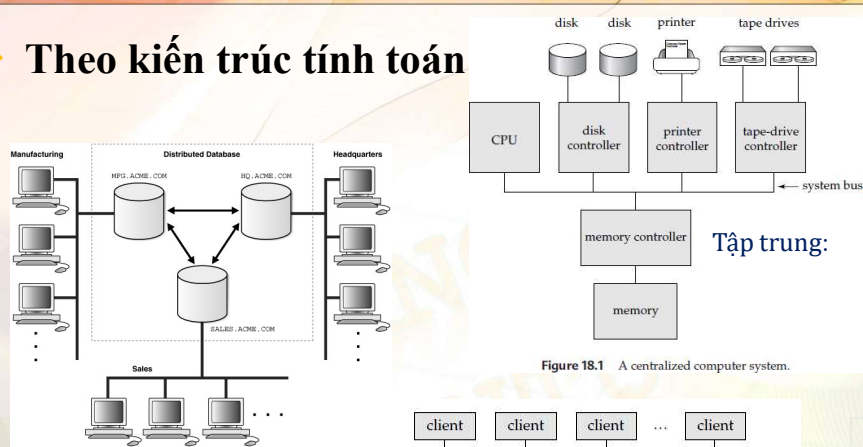 Theo kiến trúc tính toán
Manufacturing
Distributed Database
Headquarters
MFG.ACME.COM
HQ.ACME.COM
SALES.ACME.COM
Sales
disk disk printer tape drives
CPU
disk
controller
printer
controller
tape-drive
controller
system bus
memory controller
memory
Tập trung:
Figure 18.1 A centralized computer system.
client client client ... client